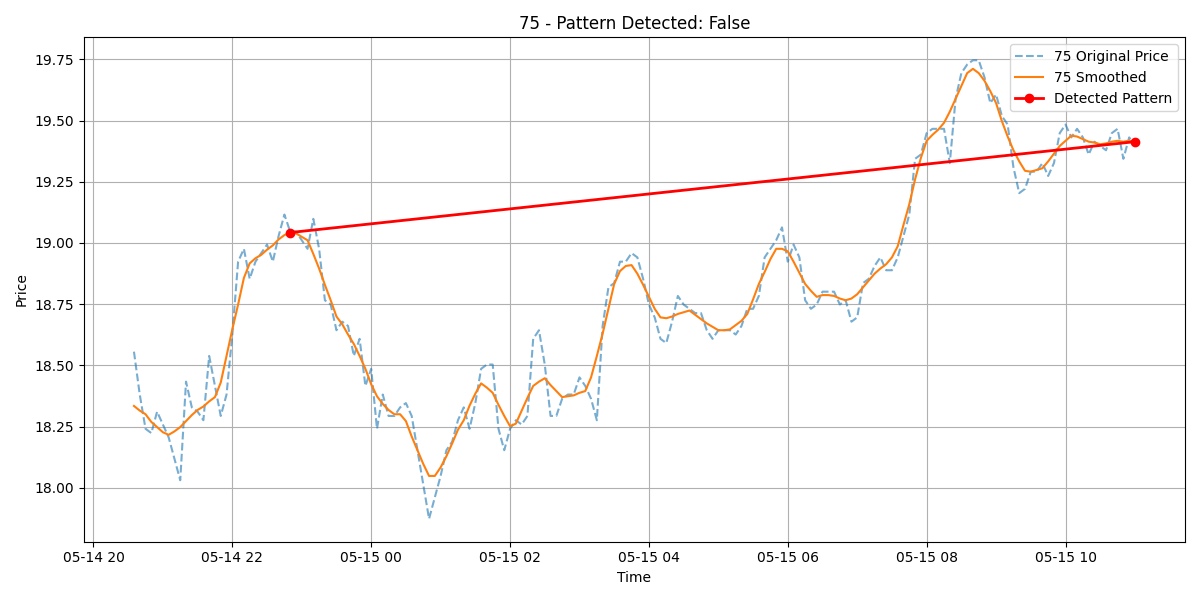 75 - Pattern Detected: False
75 Original Price
75 Smoothed
Detected Pattern
Price
19.75
19.50
19.25
19.00
18.75
18.50
18.25
18.00
05-14 20
05-14 22
05-15 00
05-15 02
05-15 04
05-15 06
05-15 08
05-15 10
Time